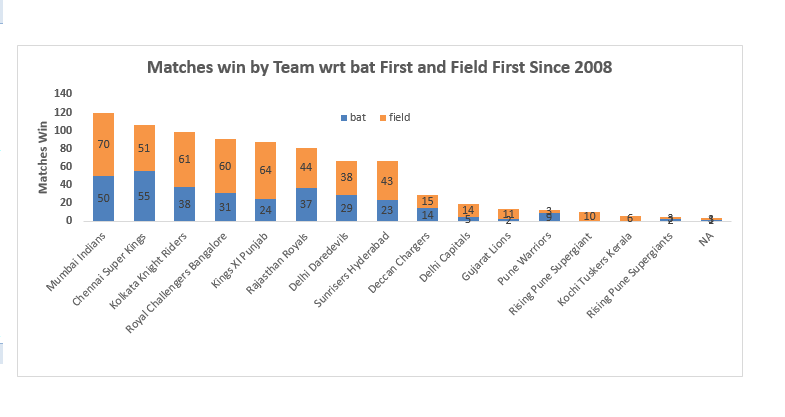 Matches win by Team wrt bat First and Field First Since 2008
bat field
Matches Win
140
120
100
80
60
40
20
0
70 51 61 60 64 44 38 43 15 14 11 3 10 6
50 55 38 31 24 37 29 23 14 5 2 9 2 2
Mumbai Indians
Chennai Super Kings
Kolkata Knight Riders
Royal Challengers Bangalore
Kings XI Punjab
Rajasthan Royals
Delhi Daredevils
Sunrisers Hyderabad
Deccan Chargers
Delhi Capitals
Gujarat Lions
Pune Warriors
Rising Pune Supergiant
Kochi Tuskers Kerala
Rising Pune Supergiants
NA